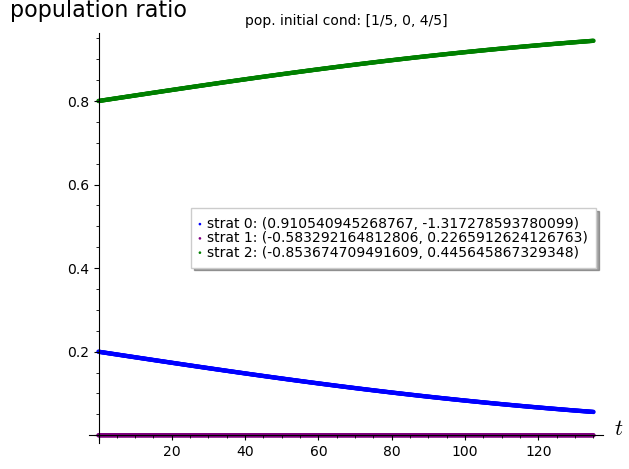 population ratio
pop. initial cond: [1/5, 0, 4/5]
0.8
0.6
strat 0: (0.910540945268767, -1.317278593780099)
strat 1: (-0.583292164812806, 0.2265912624126763)
strat 2: (-0.853674709491609, 0.445645867329348)
0.4
0.2
t
20 40 60 80 100 120